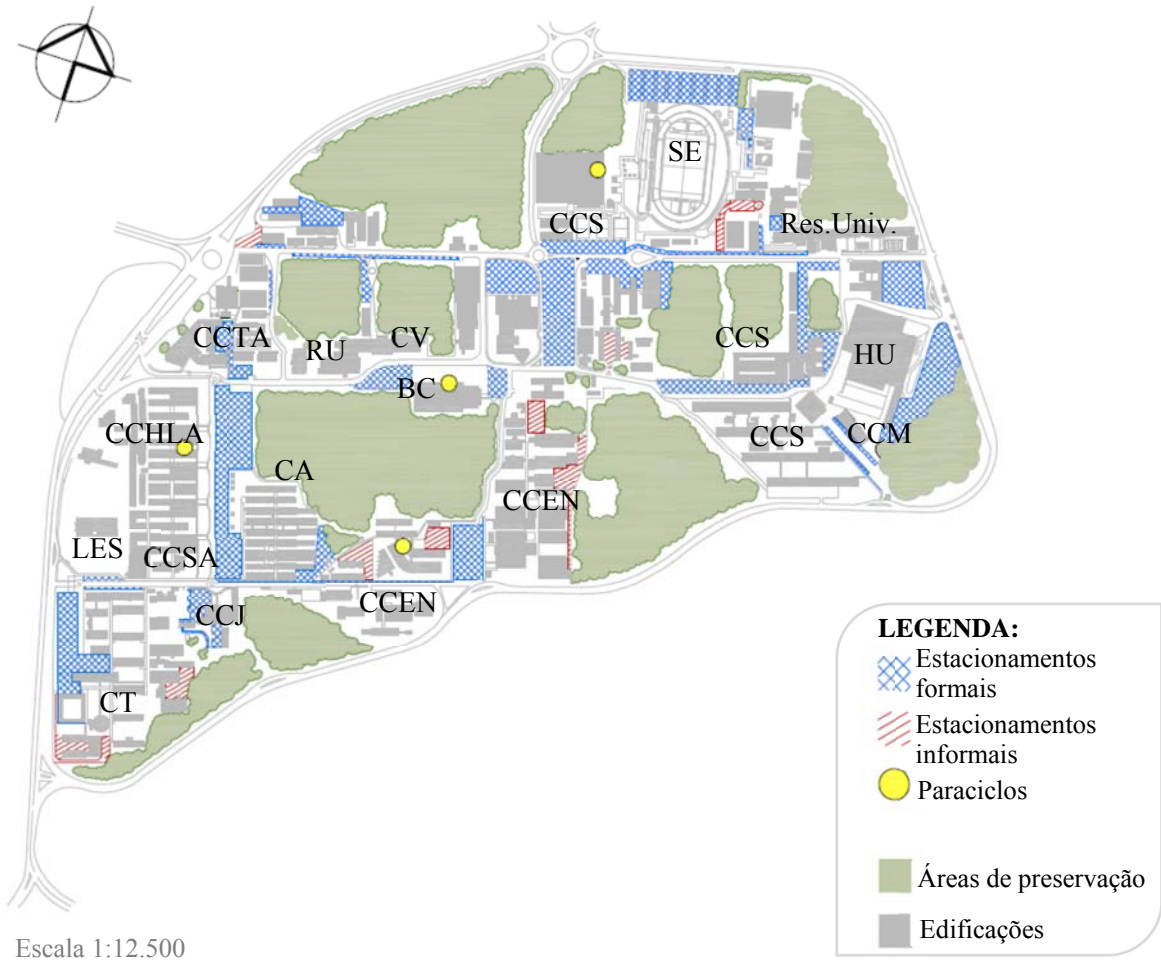 SE
CCS
Res.Univ.
CCTA
RU
CV
CCS
HU
BC
CCHLA
CA
CCS
CCM
CCEN
LES
CCSA
CCJ
CCEN
CT
LEGENDA:
Estacionamentos
formais
Estacionamentos
informais
Paraciclos
Áreas de preservação
Edificações
Escala 1:12.500